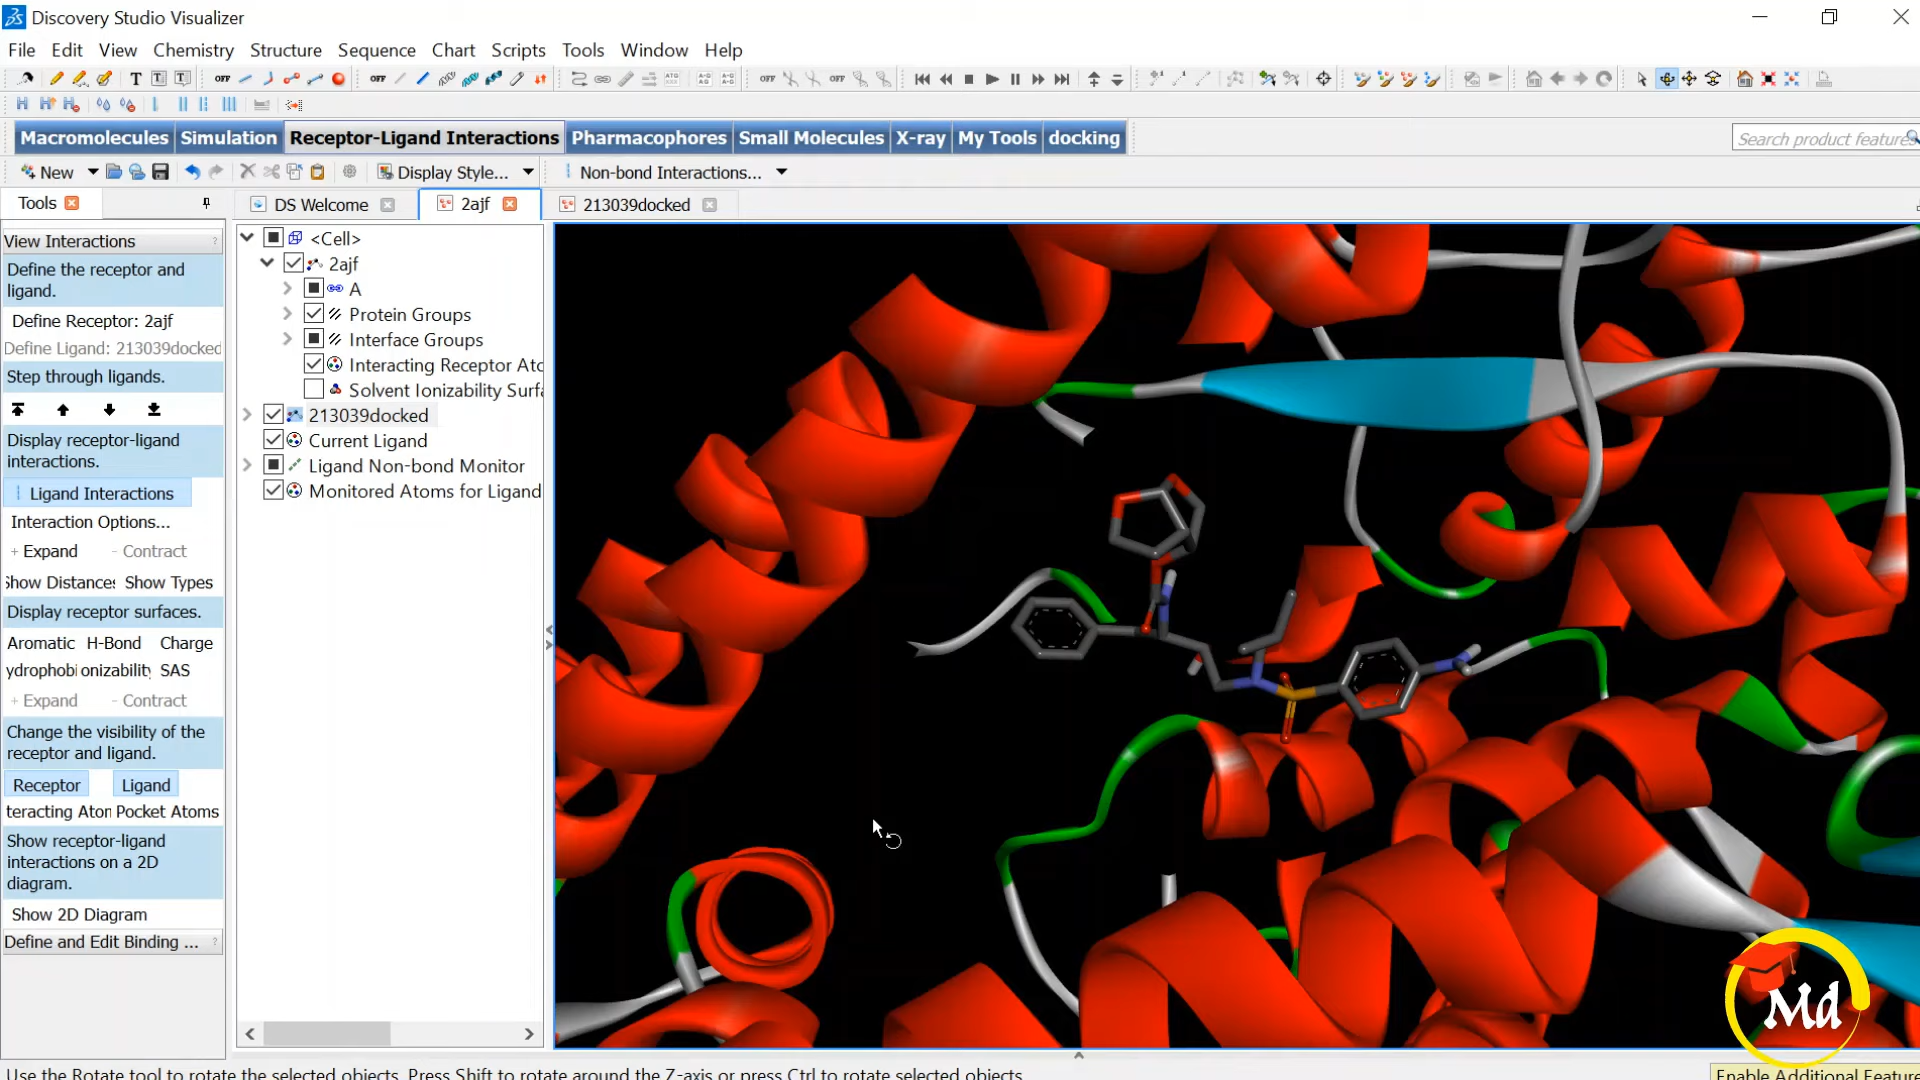 Discovery Studio Visualizer
File Edit View Chemistry Structure Sequence Chart Scripts Tools Window Help
Macromolecules Simulation Receptor-Ligand Interactions Pharmacophores Small Molecules X-ray My Tools docking
Search product features
New Display Style... Non-bond Interactions...
Tools
DS Welcome 2ajf 213039docked
View Interactions
Define the receptor and
ligand.
Define Receptor: 2ajf
Define Ligand: 213039docked
Step through ligands.
Display receptor-ligand
interactions.
Ligand Interactions
Interaction Options...
+ Expand - Contract
Show Distances Show Types
Display receptor surfaces.
Aromatic H-Bond Charge
ydrophobi onizability SAS
+ Expand - Contract
Change the visibility of the
receptor and ligand.
Receptor Ligand
teracting Aton Pocket Atoms
Show receptor-ligand
interactions on a 2D
diagram.
Show 2D Diagram
Define and Edit Binding ...
<Cell>
2ajf
A
Protein Groups
Interface Groups
Interacting Receptor Ato
Solvent Ionizability Surfa
213039docked
Current Ligand
Ligand Non-bond Monitor
Monitored Atoms for Ligand
Md
Use the Rotate tool to rotate the selected objects. Press Shift to rotate around the Z-axis or press Ctrl to rotate selected objects.
Enable Additional Feature